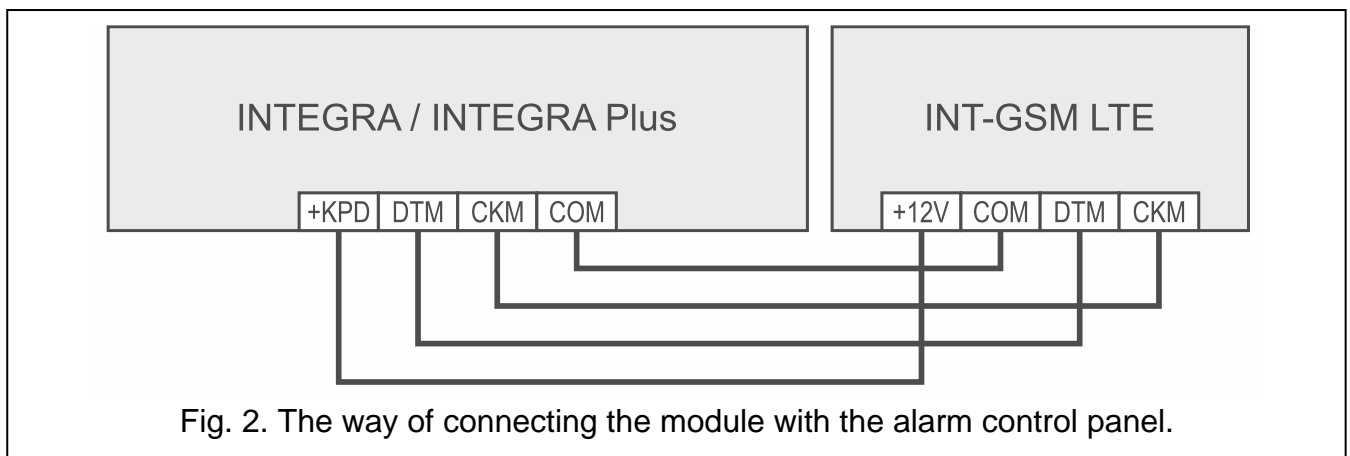 INTEGRA / INTEGRA Plus
INT-GSM LTE
+KPD DTM CKM COM
+12V COM DTM CKM
Fig. 2. The way of connecting the module with the alarm control panel.